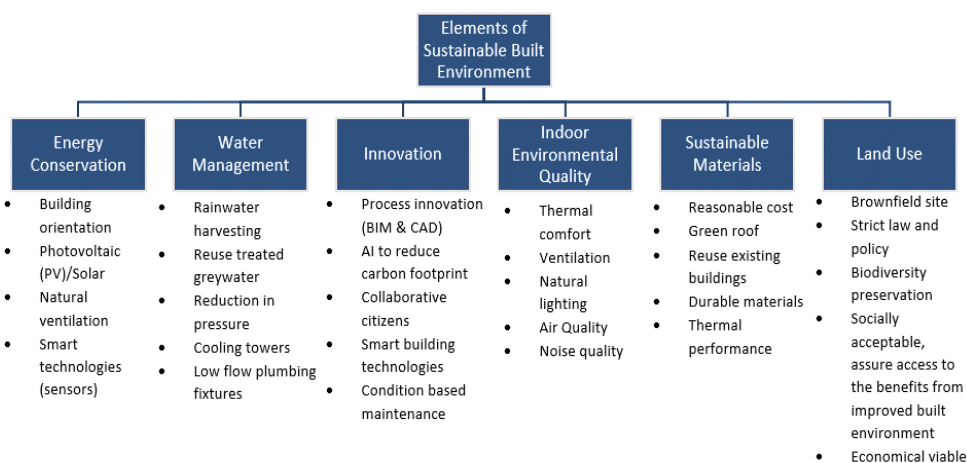 Elements of
Sustainable Built
Environment
Energy
Conservation
• Building
orientation
• Photovoltaic
(PV)/Solar
• Natural
ventilation
• Smart
technologies
(sensors)
Water
Management
• Rainwater
harvesting
• Reuse treated
greywater
• Reduction in
pressure
• Cooling towers
• Low flow plumbing
fixtures
Innovation
• Process innovation
(BIM & CAD)
• AI to reduce
carbon footprint
• Collaborative
citizens
• Smart building
technologies
• Condition based
maintenance
Indoor
Environmental
Quality
• Thermal
comfort
• Ventilation
• Natural
lighting
• Air Quality
• Noise quality
Sustainable
Materials
• Reasonable cost
• Green roof
• Reuse existing
buildings
• Durable materials
• Thermal
performance
Land Use
• Brownfield site
• Strict law and
policy
• Biodiversity
preservation
• Socially
acceptable,
assure access to
the benefits from
improved built
environment
• Economical viable